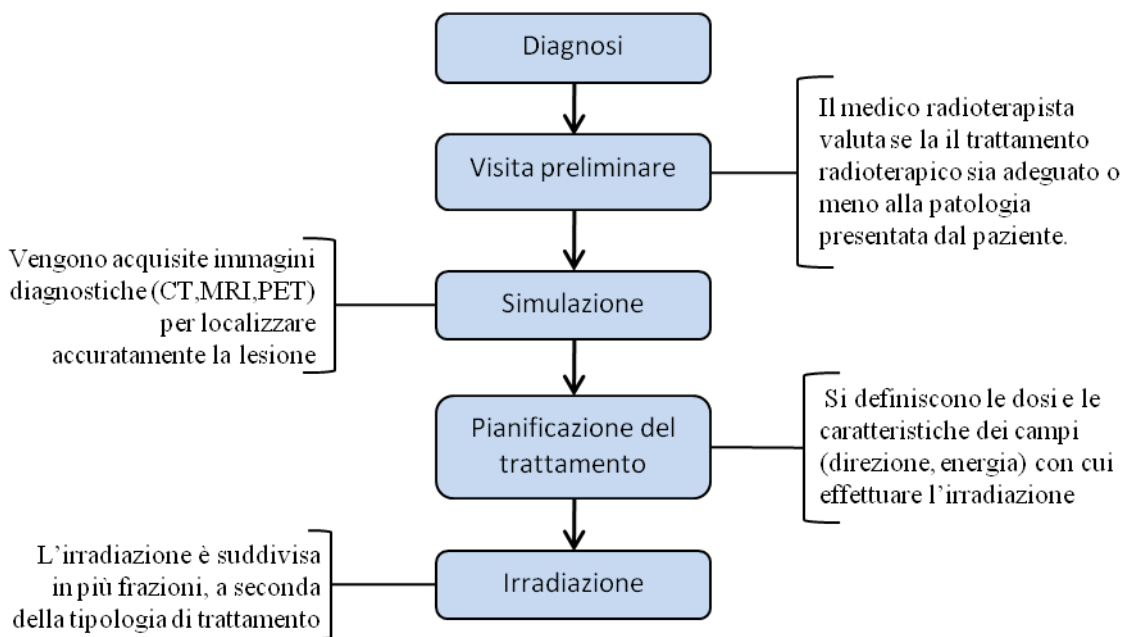 Diagnosi
Visita preliminare
Il medico radioterapista
valuta se la il trattamento
radioterapico sia adeguato o
meno alla patologia
presentata dal paziente.
Vengono acquisite immagini
diagnostiche (CT,MRI,PET)
per localizzare
accuratamente la lesione
Simulazione
Pianificazione del
trattamento
Si definiscono le dosi e le
caratteristiche dei campi
(direzione, energia) con cui
effettuare l'irradiazione
L'irradiazione è suddivisa
in più frazioni, a seconda
della tipologia di trattamento
Irradiazione